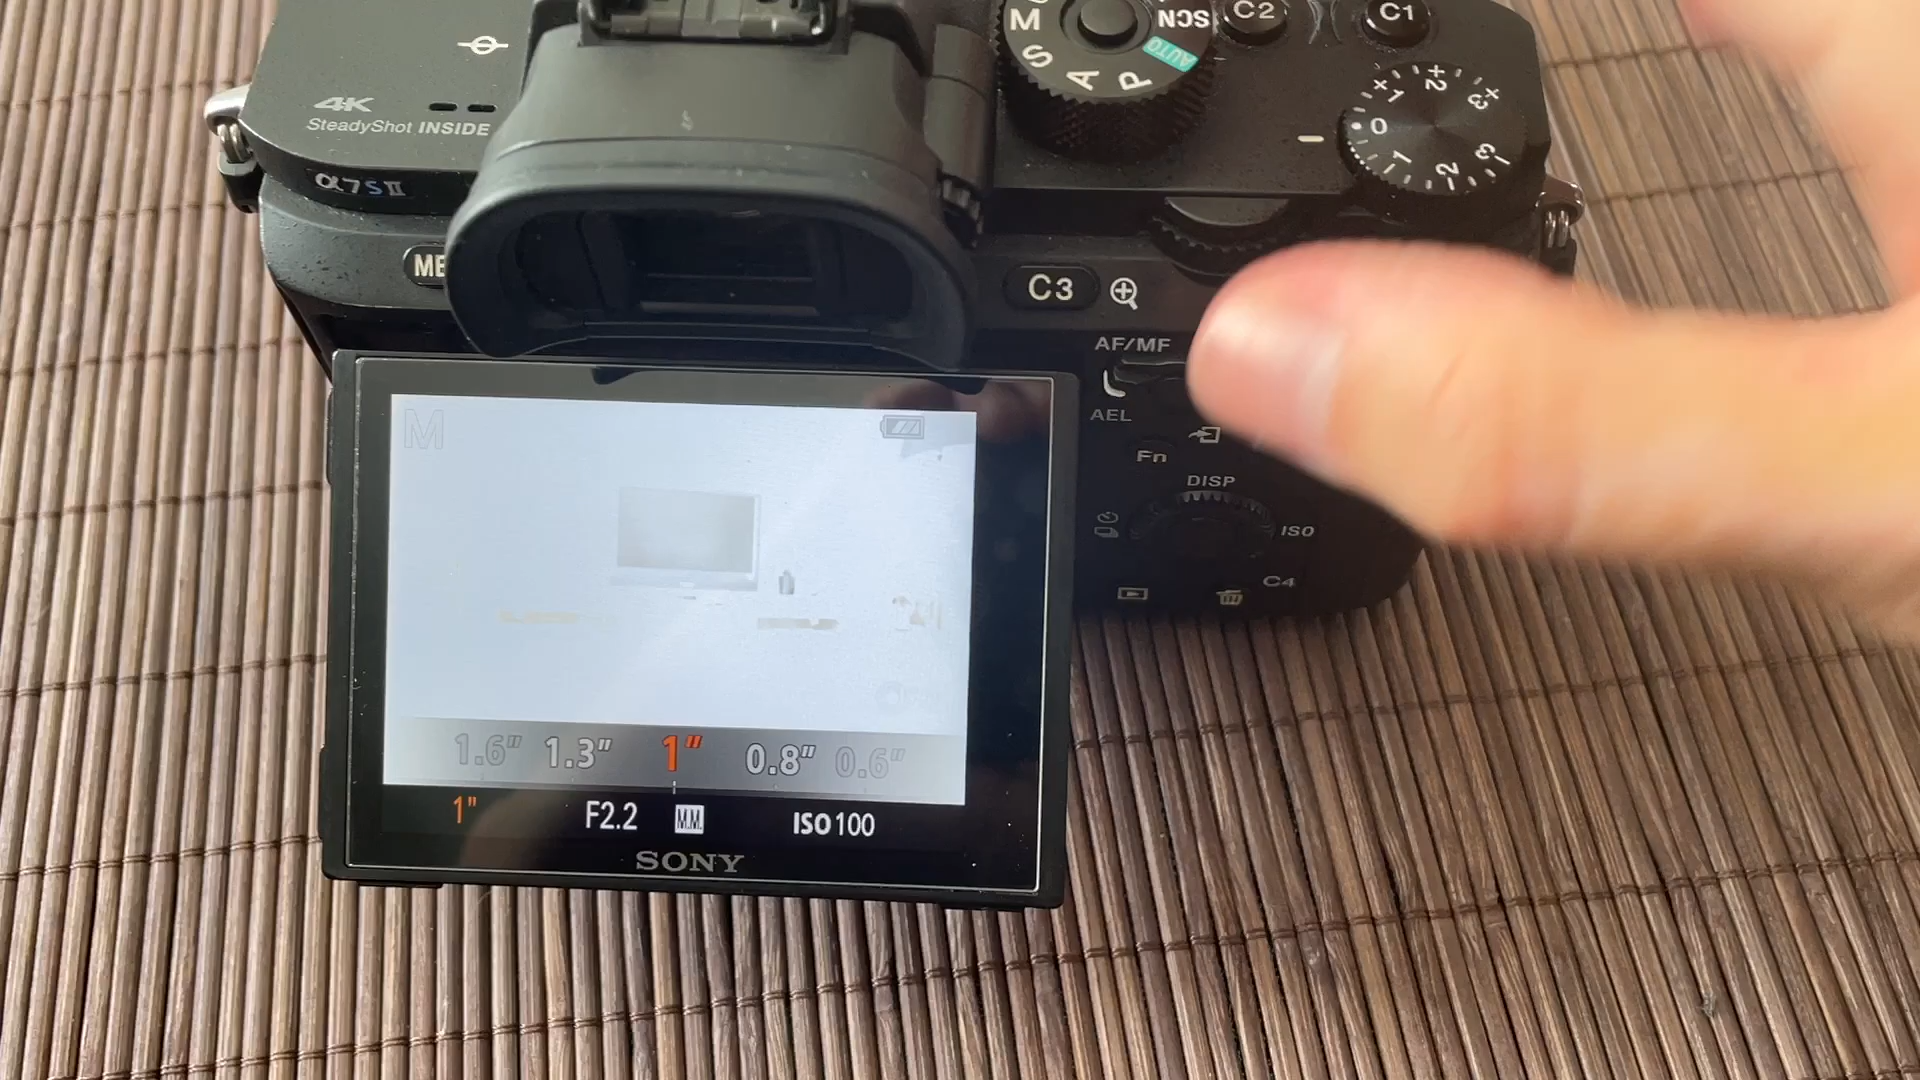 M
SCN
C2
C1
S
AUTO
A
P
+1
+2
+3
0
1
2
3
4K
SteadyShot INSIDE
α7SII
ME
C3
AF/MF
AEL
Fn
DISP
ISO
C4
M
1.6" 1.3" 1" 0.8" 0.6"
1" F2.2 M.M. ISO 100
SONY